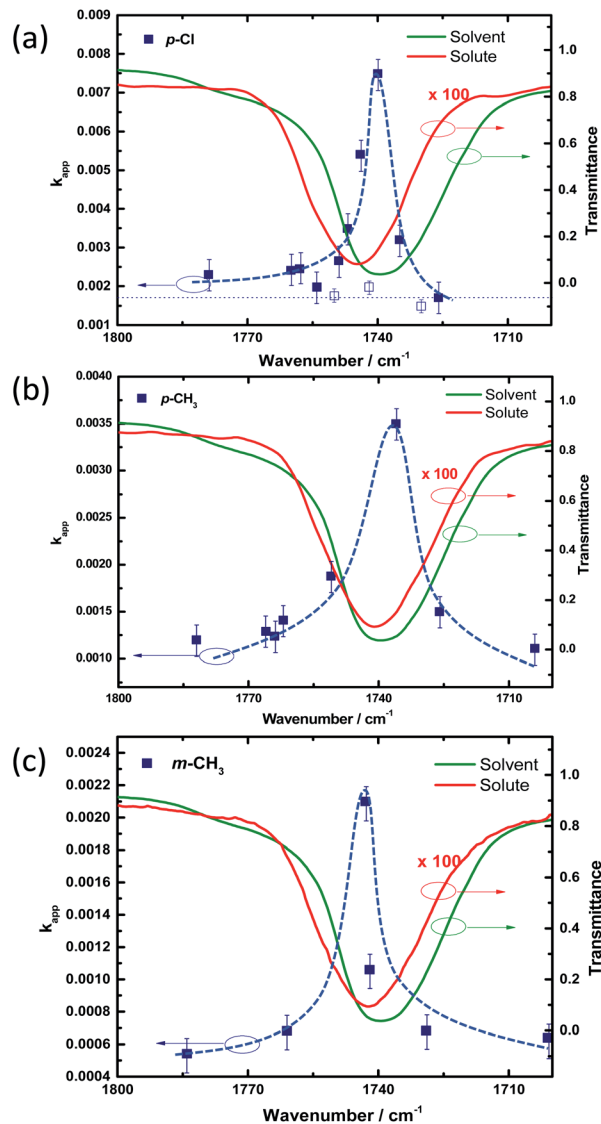 (a)
p-Cl
Solvent
Solute
x 100
0.009
0.008
0.007
0.006
0.005
0.004
0.003
0.002
0.001
k_app
1.0
0.8
0.6
0.4
0.2
0.0
Transmittance
1800 1770 1740 1710
Wavenumber / cm⁻¹
(b)
p-CH₃
Solvent
Solute
x 100
0.0040
0.0035
0.0030
0.0025
0.0020
0.0015
0.0010
k_app
1.0
0.8
0.6
0.4
0.2
0.0
Transmittance
1800 1770 1740 1710
Wavenumber / cm⁻¹
(c)
m-CH₃
Solvent
Solute
x 100
0.0024
0.0022
0.0020
0.0018
0.0016
0.0014
0.0012
0.0010
0.0008
0.0006
0.0004
k_app
1.0
0.8
0.6
0.4
0.2
0.0
Transmittance
1800 1770 1740 1710
Wavenumber / cm⁻¹